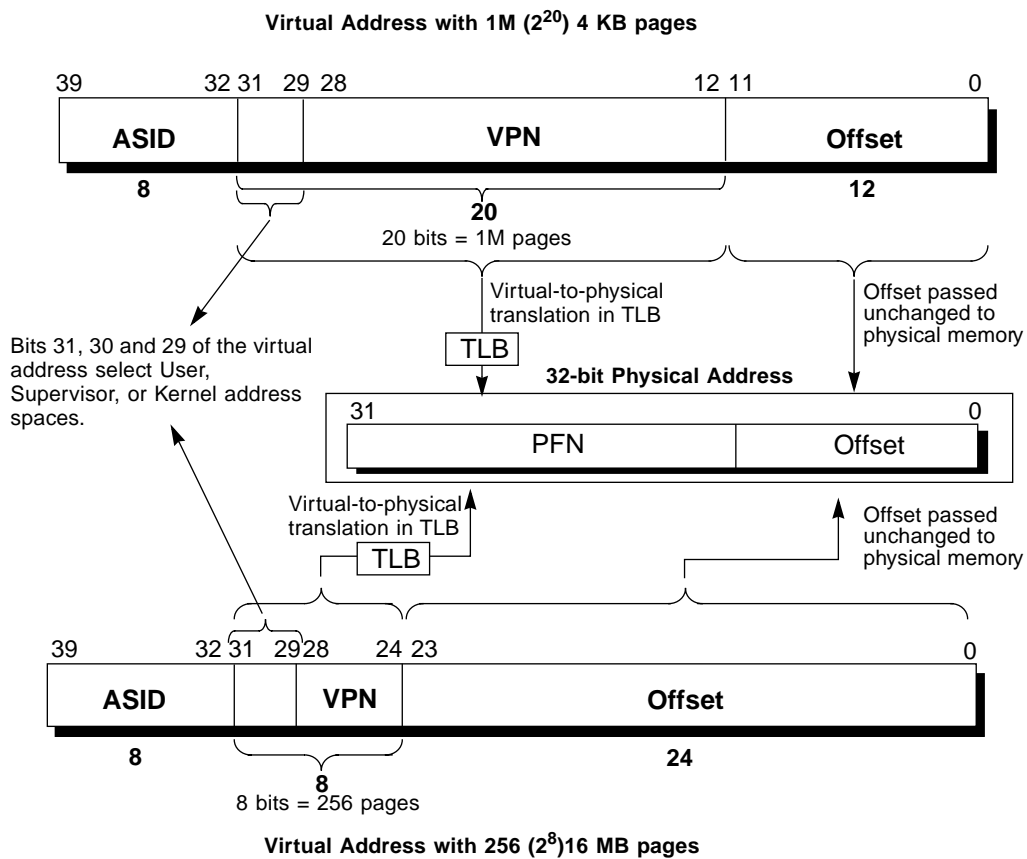 Virtual Address with 1M (2^20) 4 KB pages
39 32 31 29 28 12 11 0
ASID VPN Offset
8 20 12
20 bits = 1M pages
Virtual-to-physical
translation in TLB
TLB
Offset passed
unchanged to
physical memory
Bits 31, 30 and 29 of the virtual
address select User,
Supervisor, or Kernel address
spaces.
32-bit Physical Address
31 0
PFN Offset
Virtual-to-physical
translation in TLB
TLB
Offset passed
unchanged to
physical memory
39 32 31 29 28 24 23 0
ASID VPN Offset
8 8 24
8 bits = 256 pages
Virtual Address with 256 (2^8)16 MB pages